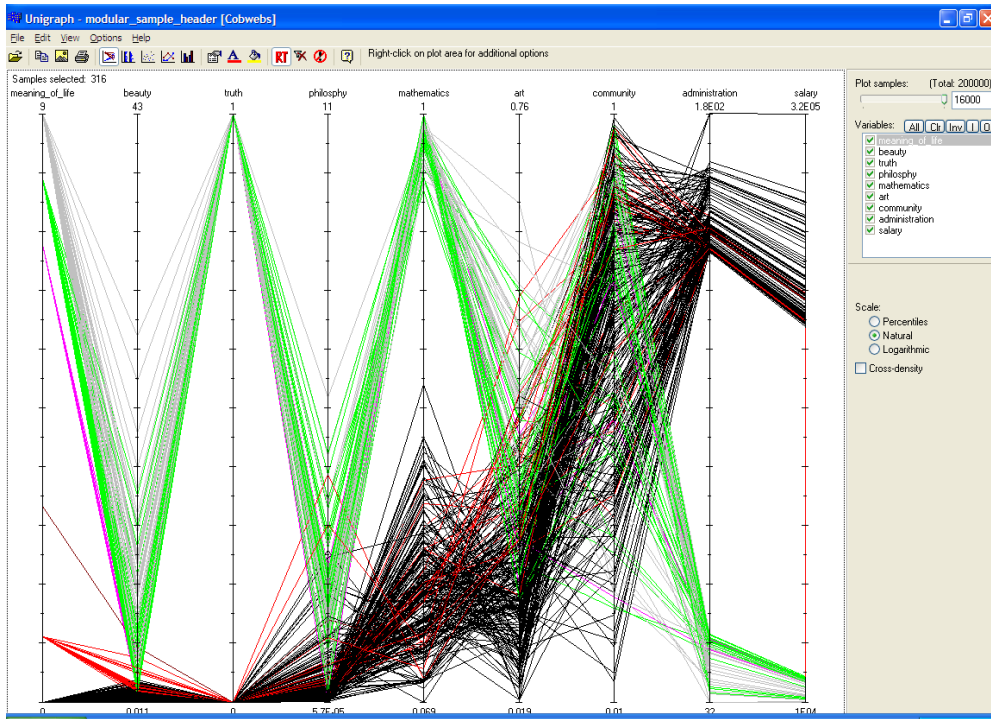 Unigraph - modular_sample_header [Cobwebs]
File Edit View Options Help
RT Right-click on plot area for additional options
Samples selected: 316
meaning_of_life beauty truth philosphy mathematics art community administration salary
9 43 1 11 1 0.76 1 1.8E02 3.2E05
0 0.011 0 5.7E-05 0.069 0.019 0.01 32 1E04
Plot samples: (Total: 200000)
16000
Variables: All Clr Inv I O
meaning_of_life
beauty
truth
philosphy
mathematics
art
community
administration
salary
Scale:
Percentiles
Natural
Logarithmic
Cross-density